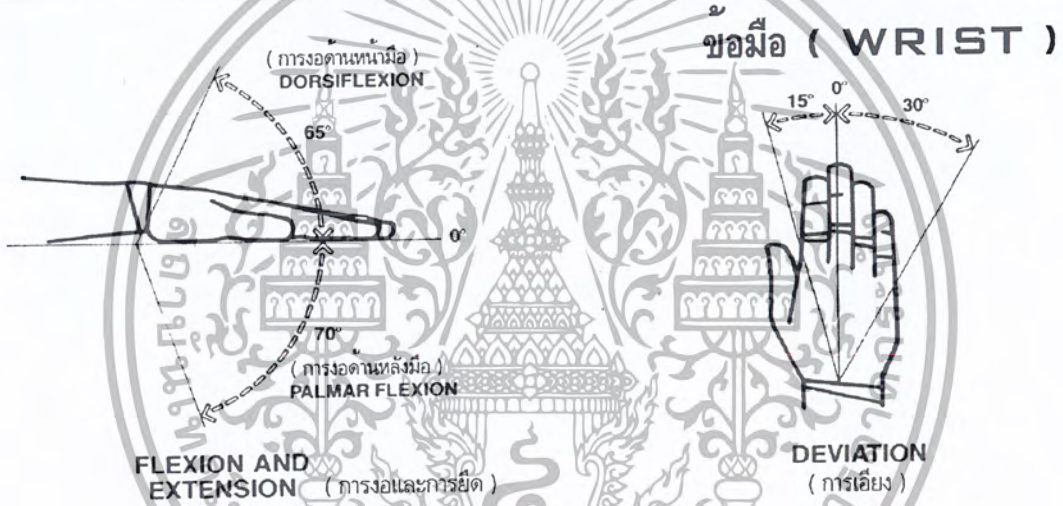 ข้อมือ ( WRIST )
( การงอด้านหน้ามือ )
DORSIFLEXION
65°
0°
70°
( การงอด้านหลังมือ )
PALMAR FLEXION
FLEXION AND
EXTENSION ( การงอและการยืด )
15° 0° 30°
DEVIATION
( การเอียง )